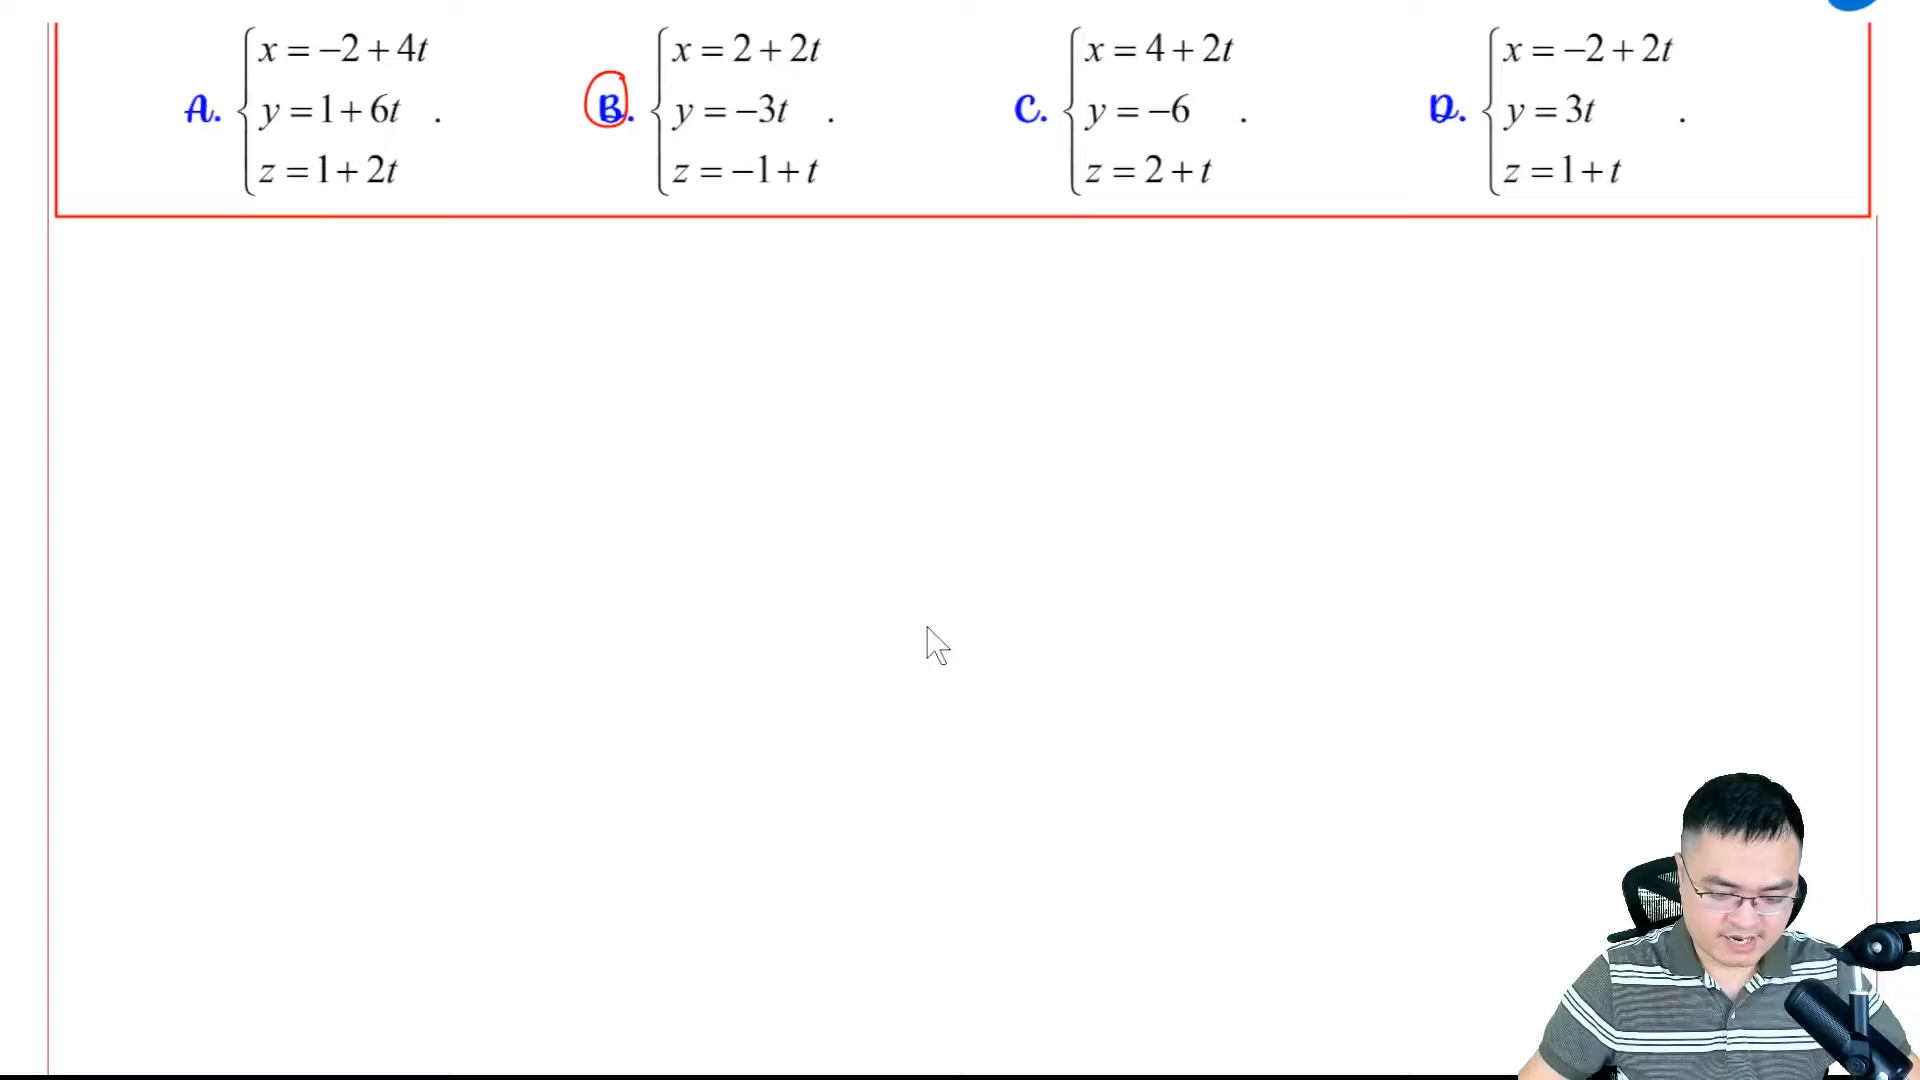 A. { x = −2 + 4t
y = 1 + 6t .
z = 1 + 2t
B. { x = 2 + 2t
y = −3t .
z = −1 + t
C. { x = 4 + 2t
y = −6 .
z = 2 + t
D. { x = −2 + 2t
y = 3t .
z = 1 + t